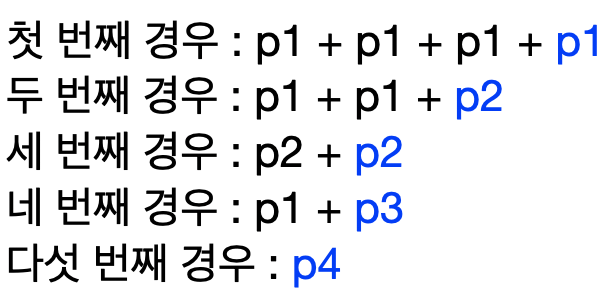 첫 번째 경우 : p1 + p1 + p1 + p1
두 번째 경우 : p1 + p1 + p2
세 번째 경우 : p2 + p2
네 번째 경우 : p1 + p3
다섯 번째 경우 : p4